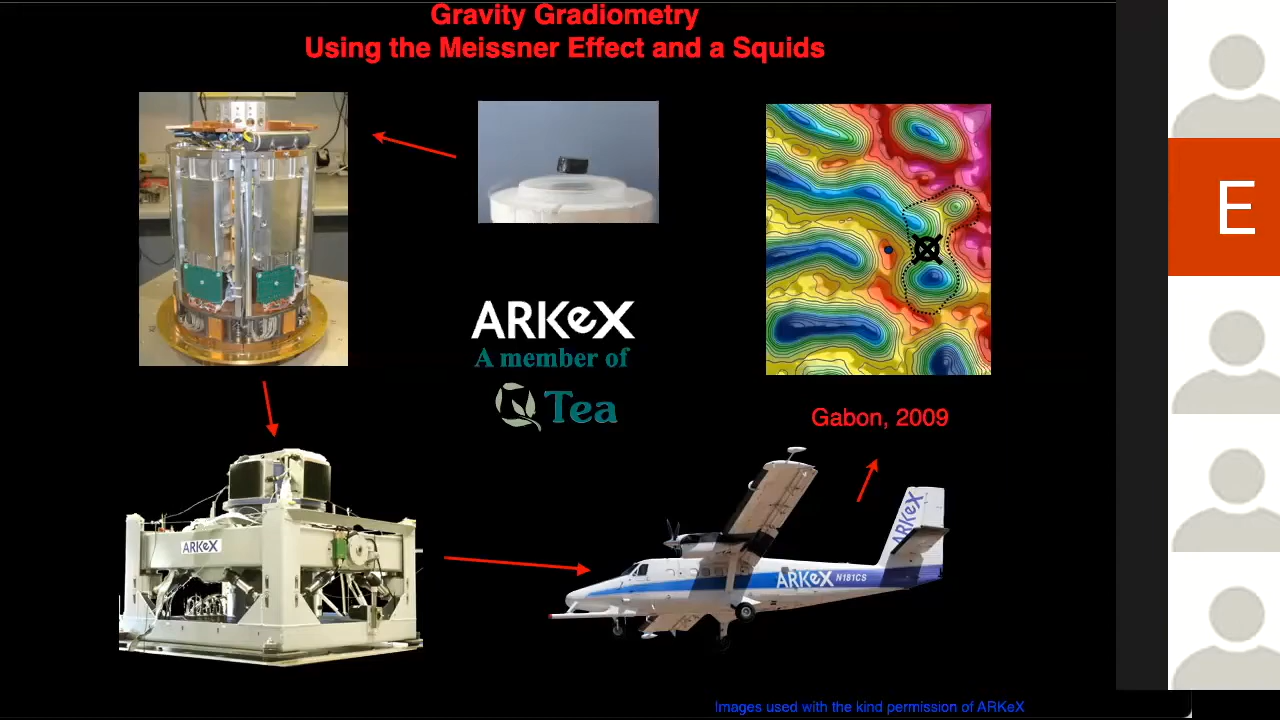 Gravity Gradiometry
Using the Meissner Effect and a Squids
ARKeX
A member of
Tea
Gabon, 2009
ARKeX
ARKeX
ARKeX N181CS
Images used with the kind permission of ARKeX
E